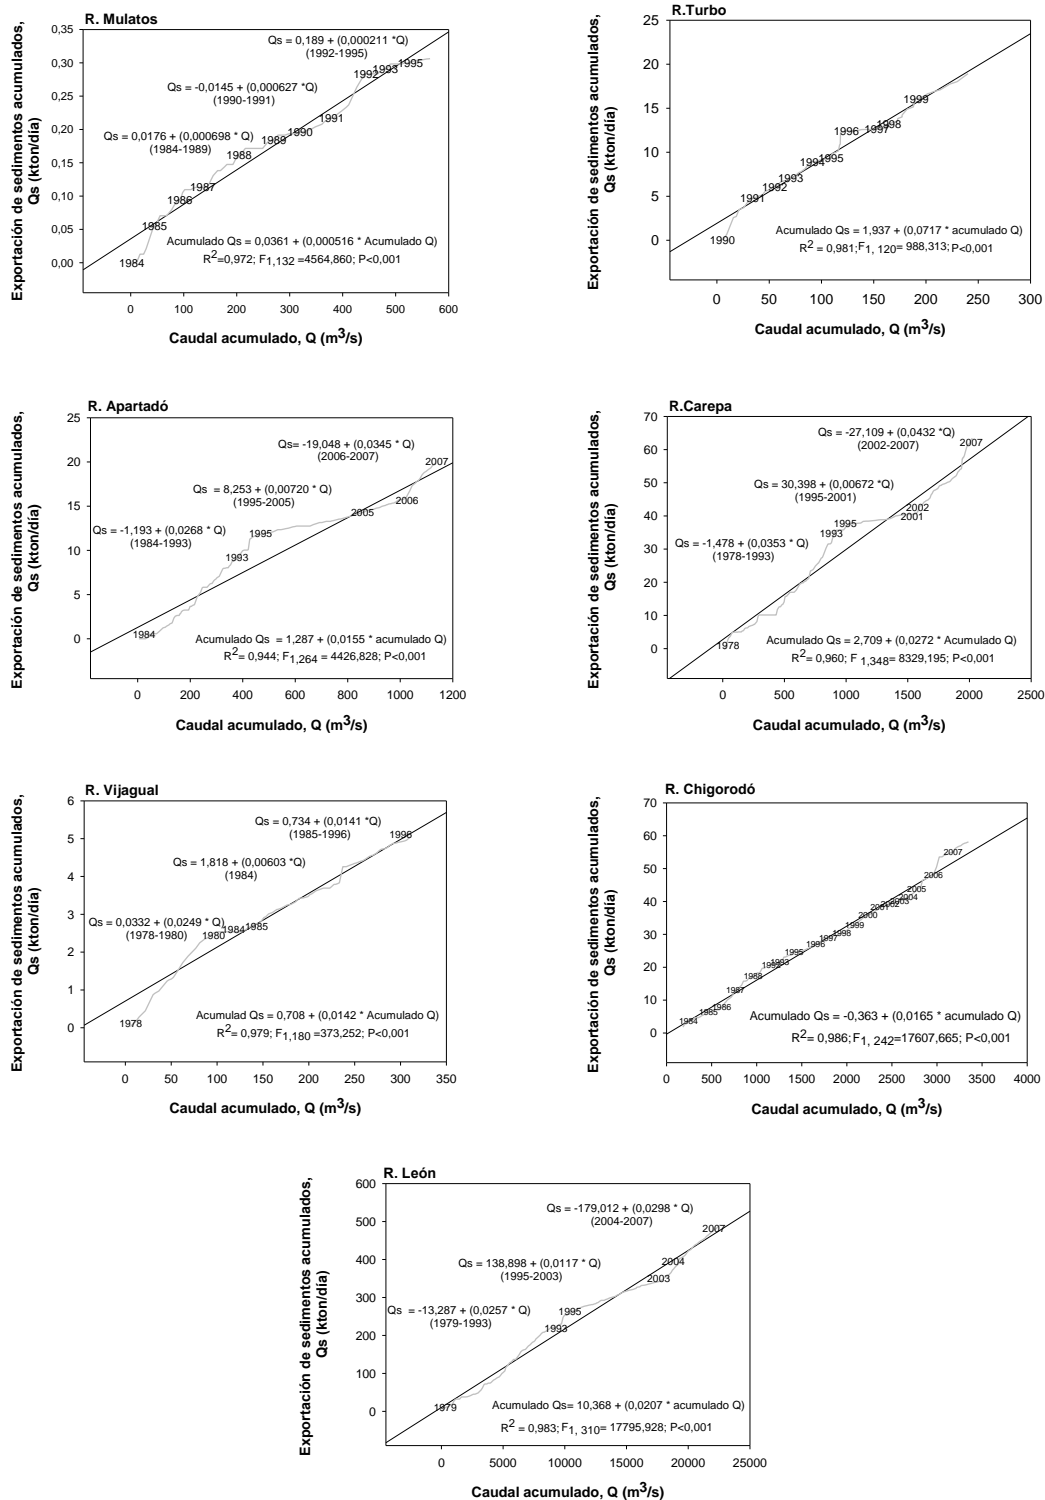 R. Mulatos
Exportación de sedimentos acumulados,
Qs (kton/día)
0,35
0,30
0,25
0,20
0,15
0,10
0,05
0,00
Qs = 0,189 + (0,000211 *Q)
(1992-1995)
Qs = -0,0145 + (0,000627 *Q)
(1990-1991)
Qs = 0,0176 + (0,000698 * Q)
(1984-1989)
1984
1985
1986
1987
1988
1989
1990
1991
1992
1993
1995
Acumulado Qs = 0,0361 + (0,000516 * Acumulado Q)
R2=0,972; F1,132 =4564,860; P<0,001
0 100 200 300 400 500 600
Caudal acumulado, Q (m3/s)
R.Turbo
Exportación de sedimentos acumulados,
Qs (kton/día)
25
20
15
10
5
0
1990
1991
1992
1993
1994
1995
1996
1997
1998
1999
Acumulado Qs = 1,937 + (0,0717 * acumulado Q)
R2 = 0,981; F1, 120= 988,313; P<0,001
0 50 100 150 200 250 300
Caudal acumulado, Q (m3/s)
R. Apartadó
Exportación de sedimentos acumulados,
Qs (kton/día)
25
20
15
10
5
0
Qs= -19,048 + (0,0345 * Q)
(2006-2007)
Qs = 8,253 + (0,00720 * Q)
(1995-2005)
Qs = -1,193 + (0,0268 * Q)
(1984-1993)
1984
1993
1995
2005
2006
2007
Acumulado Qs = 1,287 + (0,0155 * acumulado Q)
R2= 0,944; F1,264 = 4426,828; P<0,001
0 200 400 600 800 1000 1200
Caudal acumulado, Q (m3/s)
R.Carepa
Exportación de sedimentos acumulados,
Qs (kton/día)
70
60
50
40
30
20
10
0
Qs = -27,109 + (0,0432 *Q)
(2002-2007)
Qs = 30,398 + (0,00672 * Q)
(1995-2001)
Qs = -1,478 + (0,0353 * Q)
(1978-1993)
1978
1993
1995
2001
2002
2007
Acumulado Qs = 2,709 + (0,0272 * Acumulado Q)
R2= 0,960; F 1,348= 8329,195; P<0,001
0 500 1000 1500 2000 2500
Caudal acumulado, Q (m3/s)
R. Vijagual
Exportación de sedimentos acumulados,
Qs (kton/día)
6
5
4
3
2
1
0
Qs = 0,734 + (0,0141 *Q)
(1985-1996)
Qs = 1,818 + (0,00603 *Q)
(1984)
Qs = 0,0332 + (0,0249 * Q)
(1978-1980)
1978
1980
1984
1985
1996
Acumulad Qs = 0,708 + (0,0142 * Acumulado Q)
R2= 0,979; F1,180 =373,252; P<0,001
0 50 100 150 200 250 300 350
Caudal acumulado, Q (m3/s)
R. Chigorodó
Exportación de sedimentos acumulados,
Qs (kton/día)
70
60
50
40
30
20
10
0
1984
1985
1986
1987
1988
1992
1993
1995
1996
1997
1998
1999
2000
2001
2002
2003
2004
2005
2006
2007
Acumulado Qs = -0,363 + (0,0165 * acumulado Q)
R2 = 0,986; F1, 242=17607,665; P<0,001
0 500 1000 1500 2000 2500 3000 3500 4000
Caudal acumulado, Q (m3/s)
R. León
Exportación de sedimentos acumulados,
Qs (kton/día)
600
500
400
300
200
100
0
Qs = -179,012 + (0,0298 * Q)
(2004-2007)
Qs = 138,898 + (0,0117 * Q)
(1995-2003)
Qs = -13,287 + (0,0257 * Q)
(1979-1993)
1979
1993
1995
2003
2004
2007
Acumulado Qs= 10,368 + (0,0207 * acumulado Q)
R2 = 0,983; F1, 310= 17795,928; P<0,001
0 5000 10000 15000 20000 25000
Caudal acumulado, Q (m3/s)